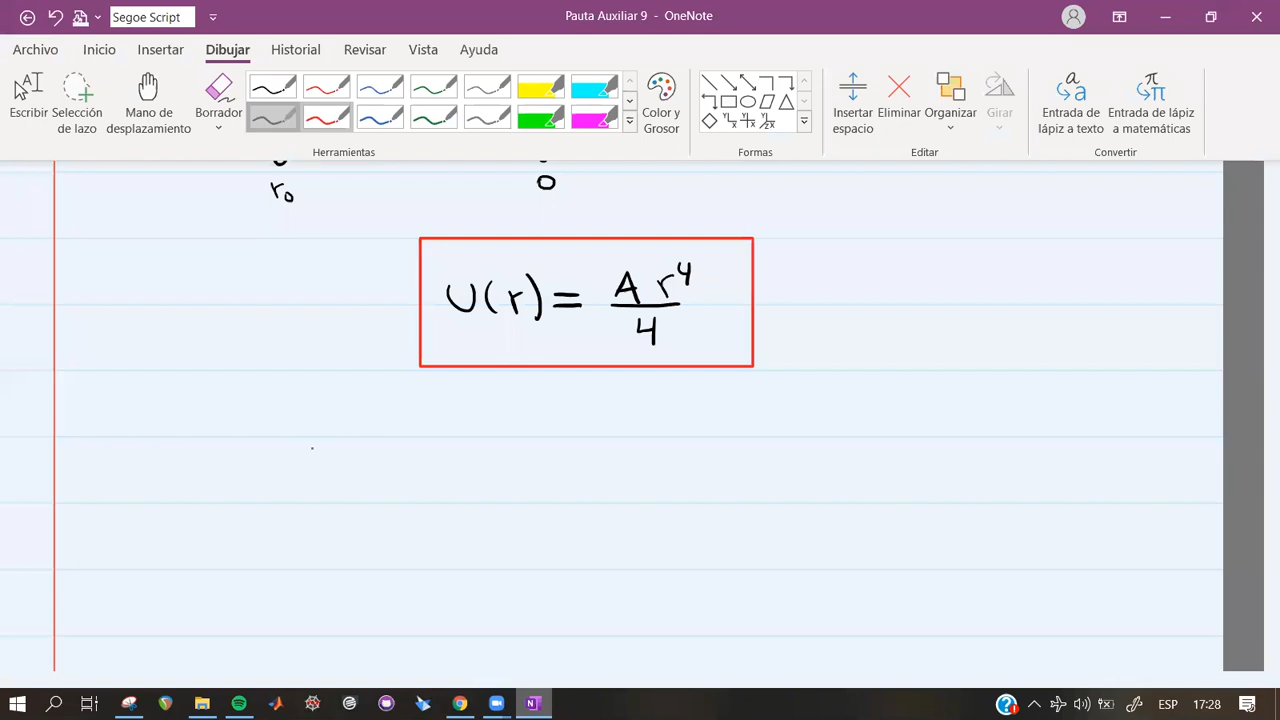 Segoe Script
Pauta Auxiliar 9 - OneNote
Archivo Inicio Insertar Dibujar Historial Revisar Vista Ayuda
Escribir
Selección de lazo
Mano de desplazamiento
Borrador
Color y Grosor
Insertar espacio
Eliminar
Organizar
Girar
Entrada de lápiz a texto
Entrada de lápiz a matemáticas
Herramientas
Formas
Editar
Convertir
r₀ 0
U(r) = A r⁴ / 4
ESP 17:28